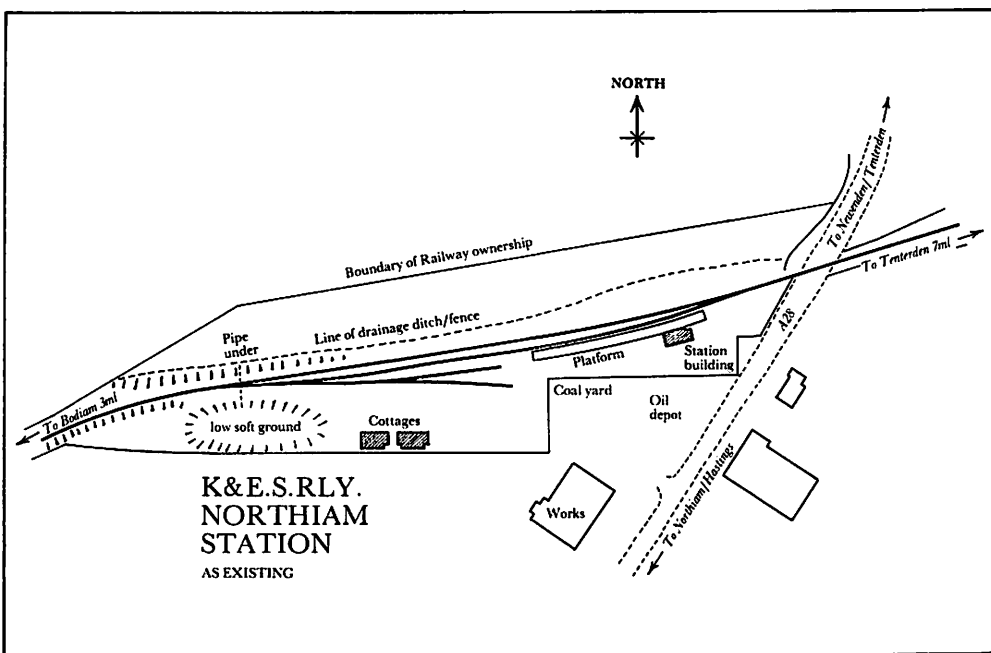 NORTH
To Newenden/Tenterden
Boundary of Railway ownership
To Tenterden 7ml
Line of drainage ditch/fence
Pipe
under
A28
Platform
Station
building
To Bodiam 3ml
Coal yard
Oil
depot
low soft ground
Cottages
K&E.S.RLY.
NORTHIAM
STATION
AS EXISTING
Works
To Northiam/Hastings